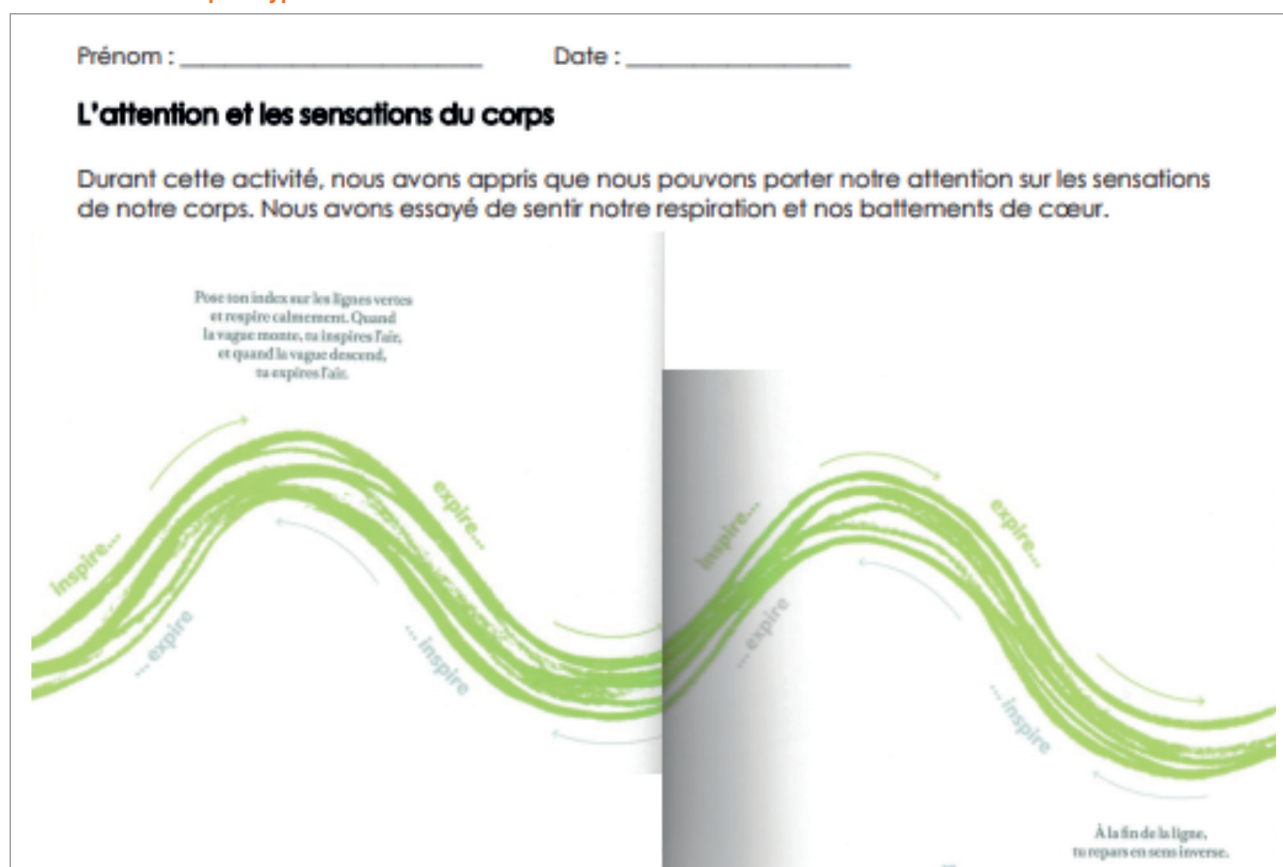 Prénom : ___________________________ Date : ____________________
L'attention et les sensations du corps
Durant cette activité, nous avons appris que nous pouvons porter notre attention sur les sensations
de notre corps. Nous avons essayé de sentir notre respiration et nos battements de cœur.
Pose ton index sur les lignes vertes
et respire calmement. Quand
la vague monte, tu inspires l'air,
et quand la vague descend,
tu expires l'air.
inspire...
expire...
... expire
... inspire
inspire...
expire...
... expire
... inspire
À la fin de la ligne,
tu repars en sens inverse.